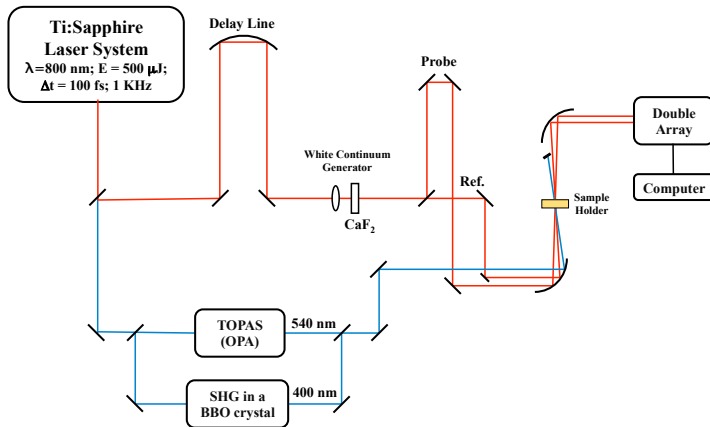 Ti:Sapphire
Laser System
λ=800 nm; E = 500 μJ;
Δt = 100 fs; 1 KHz
Delay Line
Probe
Double
Array
White Continuum
Generator
Ref.
Computer
Sample
Holder
CaF₂
TOPAS
(OPA)
540 nm
SHG in a
BBO crystal
400 nm